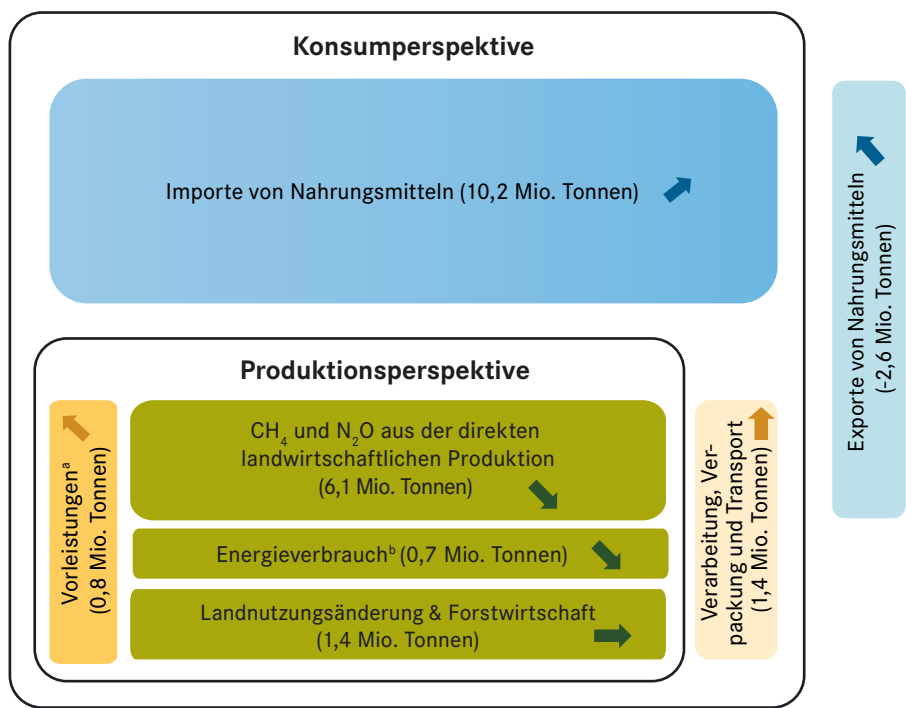 Konsumperspektive
Importe von Nahrungsmitteln (10,2 Mio. Tonnen)
Produktionsperspektive
Vorleistungenᵃ
(0,8 Mio. Tonnen)
CH₄ und N₂O aus der direkten
landwirtschaftlichen Produktion
(6,1 Mio. Tonnen)
Energieverbrauchᵇ (0,7 Mio. Tonnen)
Landnutzungsänderung & Forstwirtschaft
(1,4 Mio. Tonnen)
Verarbeitung, Ver-
packung und Transport
(1,4 Mio. Tonnen)
Exporte von Nahrungsmitteln
(-2,6 Mio. Tonnen)